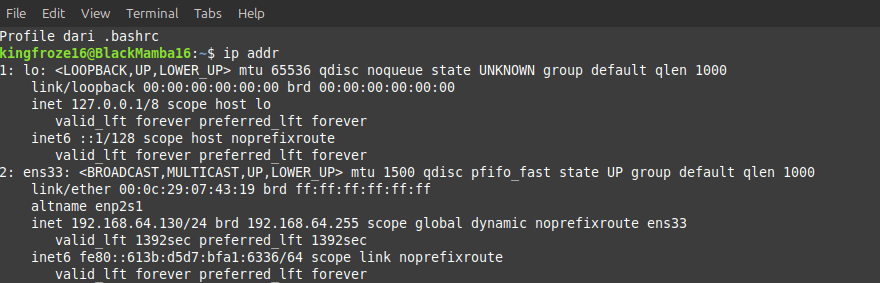 File Edit View Terminal Tabs Help
Profile dari .bashrc
kingfroze16@BlackMamba16:~$ ip addr
1: lo: <LOOPBACK,UP,LOWER_UP> mtu 65536 qdisc noqueue state UNKNOWN group default qlen 1000
    link/loopback 00:00:00:00:00:00 brd 00:00:00:00:00:00
    inet 127.0.0.1/8 scope host lo
       valid_lft forever preferred_lft forever
    inet6 ::1/128 scope host noprefixroute
       valid_lft forever preferred_lft forever
2: ens33: <BROADCAST,MULTICAST,UP,LOWER_UP> mtu 1500 qdisc pfifo_fast state UP group default qlen 1000
    link/ether 00:0c:29:07:43:19 brd ff:ff:ff:ff:ff:ff
    altname enp2s1
    inet 192.168.64.130/24 brd 192.168.64.255 scope global dynamic noprefixroute ens33
       valid_lft 1392sec preferred_lft 1392sec
    inet6 fe80::613b:d5d7:bfa1:6336/64 scope link noprefixroute
       valid_lft forever preferred_lft forever